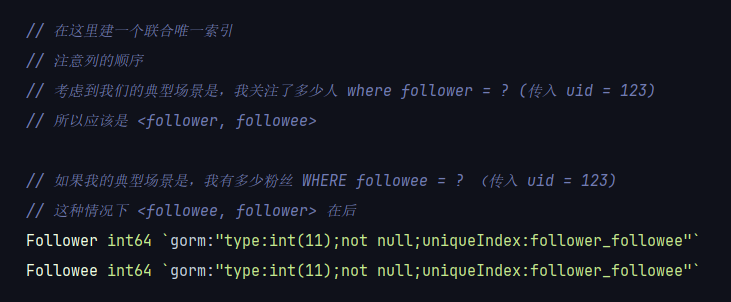 // 在这里建一个联合唯一索引
// 注意列的顺序
// 考虑到我们的典型场景是，我关注了多少人 where follower = ? (传入 uid = 123)
// 所以应该是 <follower, followee>
// 如果我的典型场景是，我有多少粉丝 WHERE followee = ? （传入 uid = 123)
// 这种情况下 <followee, follower> 在后
Follower int64 `gorm:"type:int(11);not null;uniqueIndex:follower_followee"`
Followee int64 `gorm:"type:int(11);not null;uniqueIndex:follower_followee"`